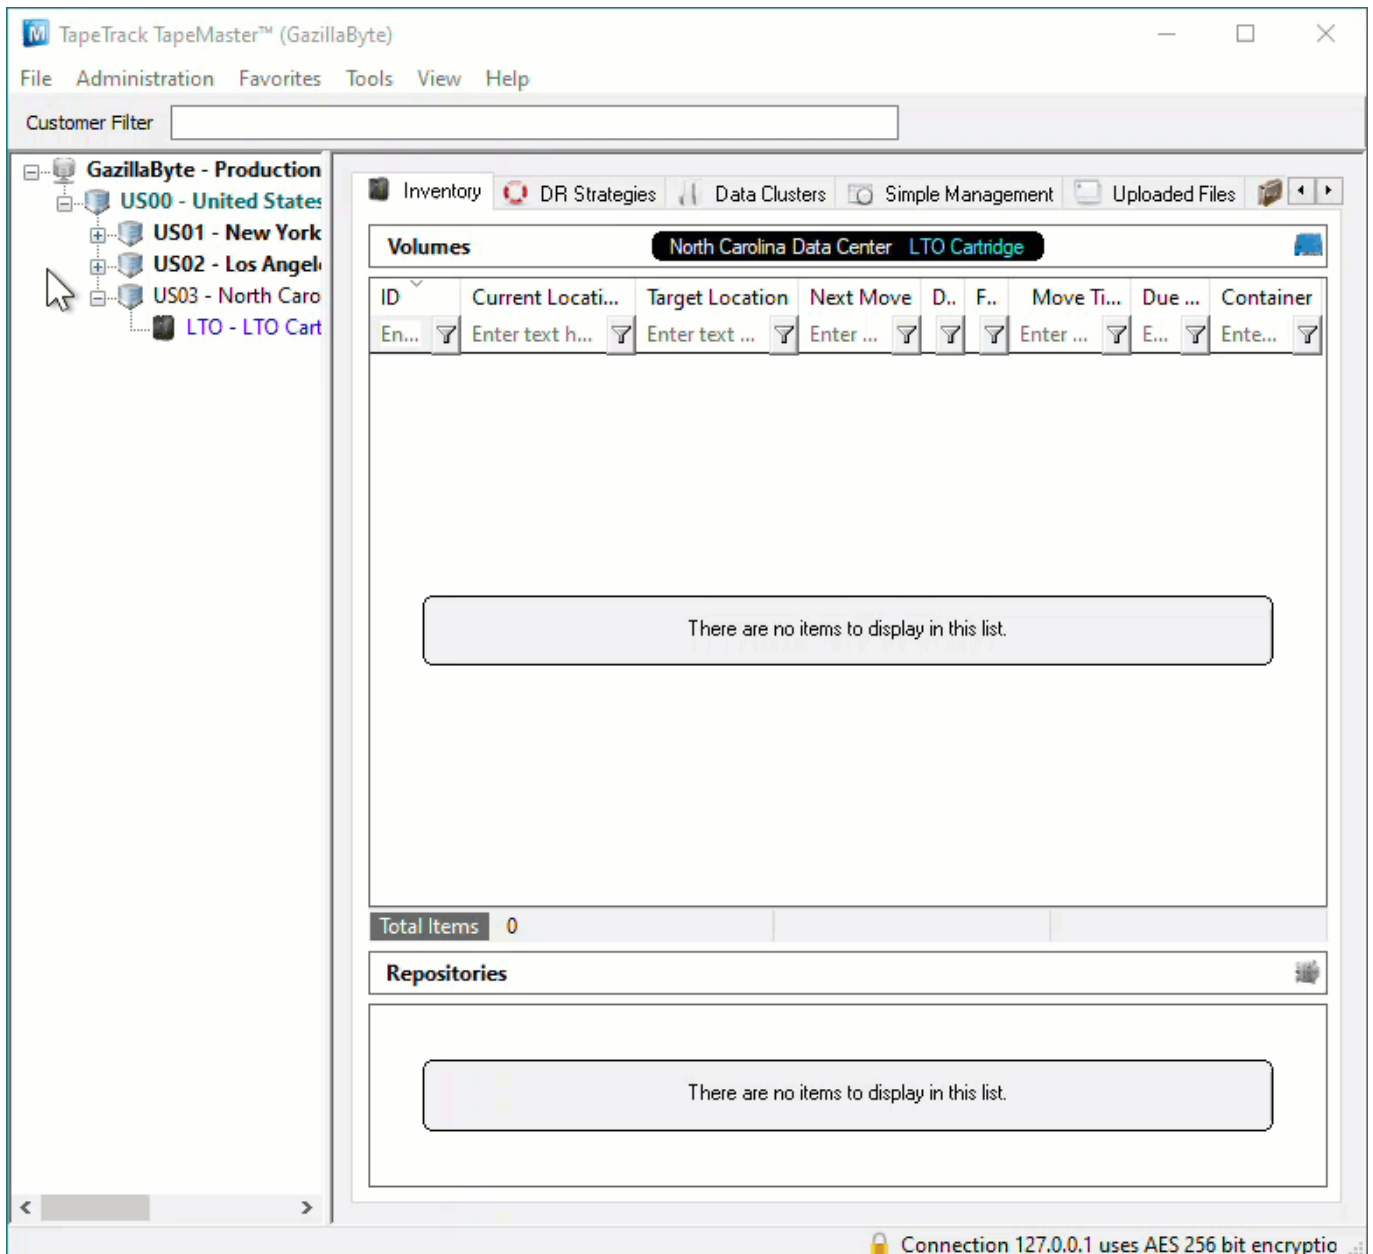 TapeTrack TapeMaster™ (GazillaByte)
File Administration Favorites Tools View Help
Customer Filter
GazillaByte - Production
US00 - United States
US01 - New York
US02 - Los Angel
US03 - North Caro
LTO - LTO Cart
Inventory DR Strategies Data Clusters Simple Management Uploaded Files
Volumes North Carolina Data Center LTO Cartridge
ID Current Locati... Target Location Next Move D.. F.. Move Ti... Due ... Container
En... Enter text h... Enter text ... Enter ... Enter ... E... Ente...
There are no items to display in this list.
Total Items 0
Repositories
There are no items to display in this list.
Connection 127.0.0.1 uses AES 256 bit encryptio